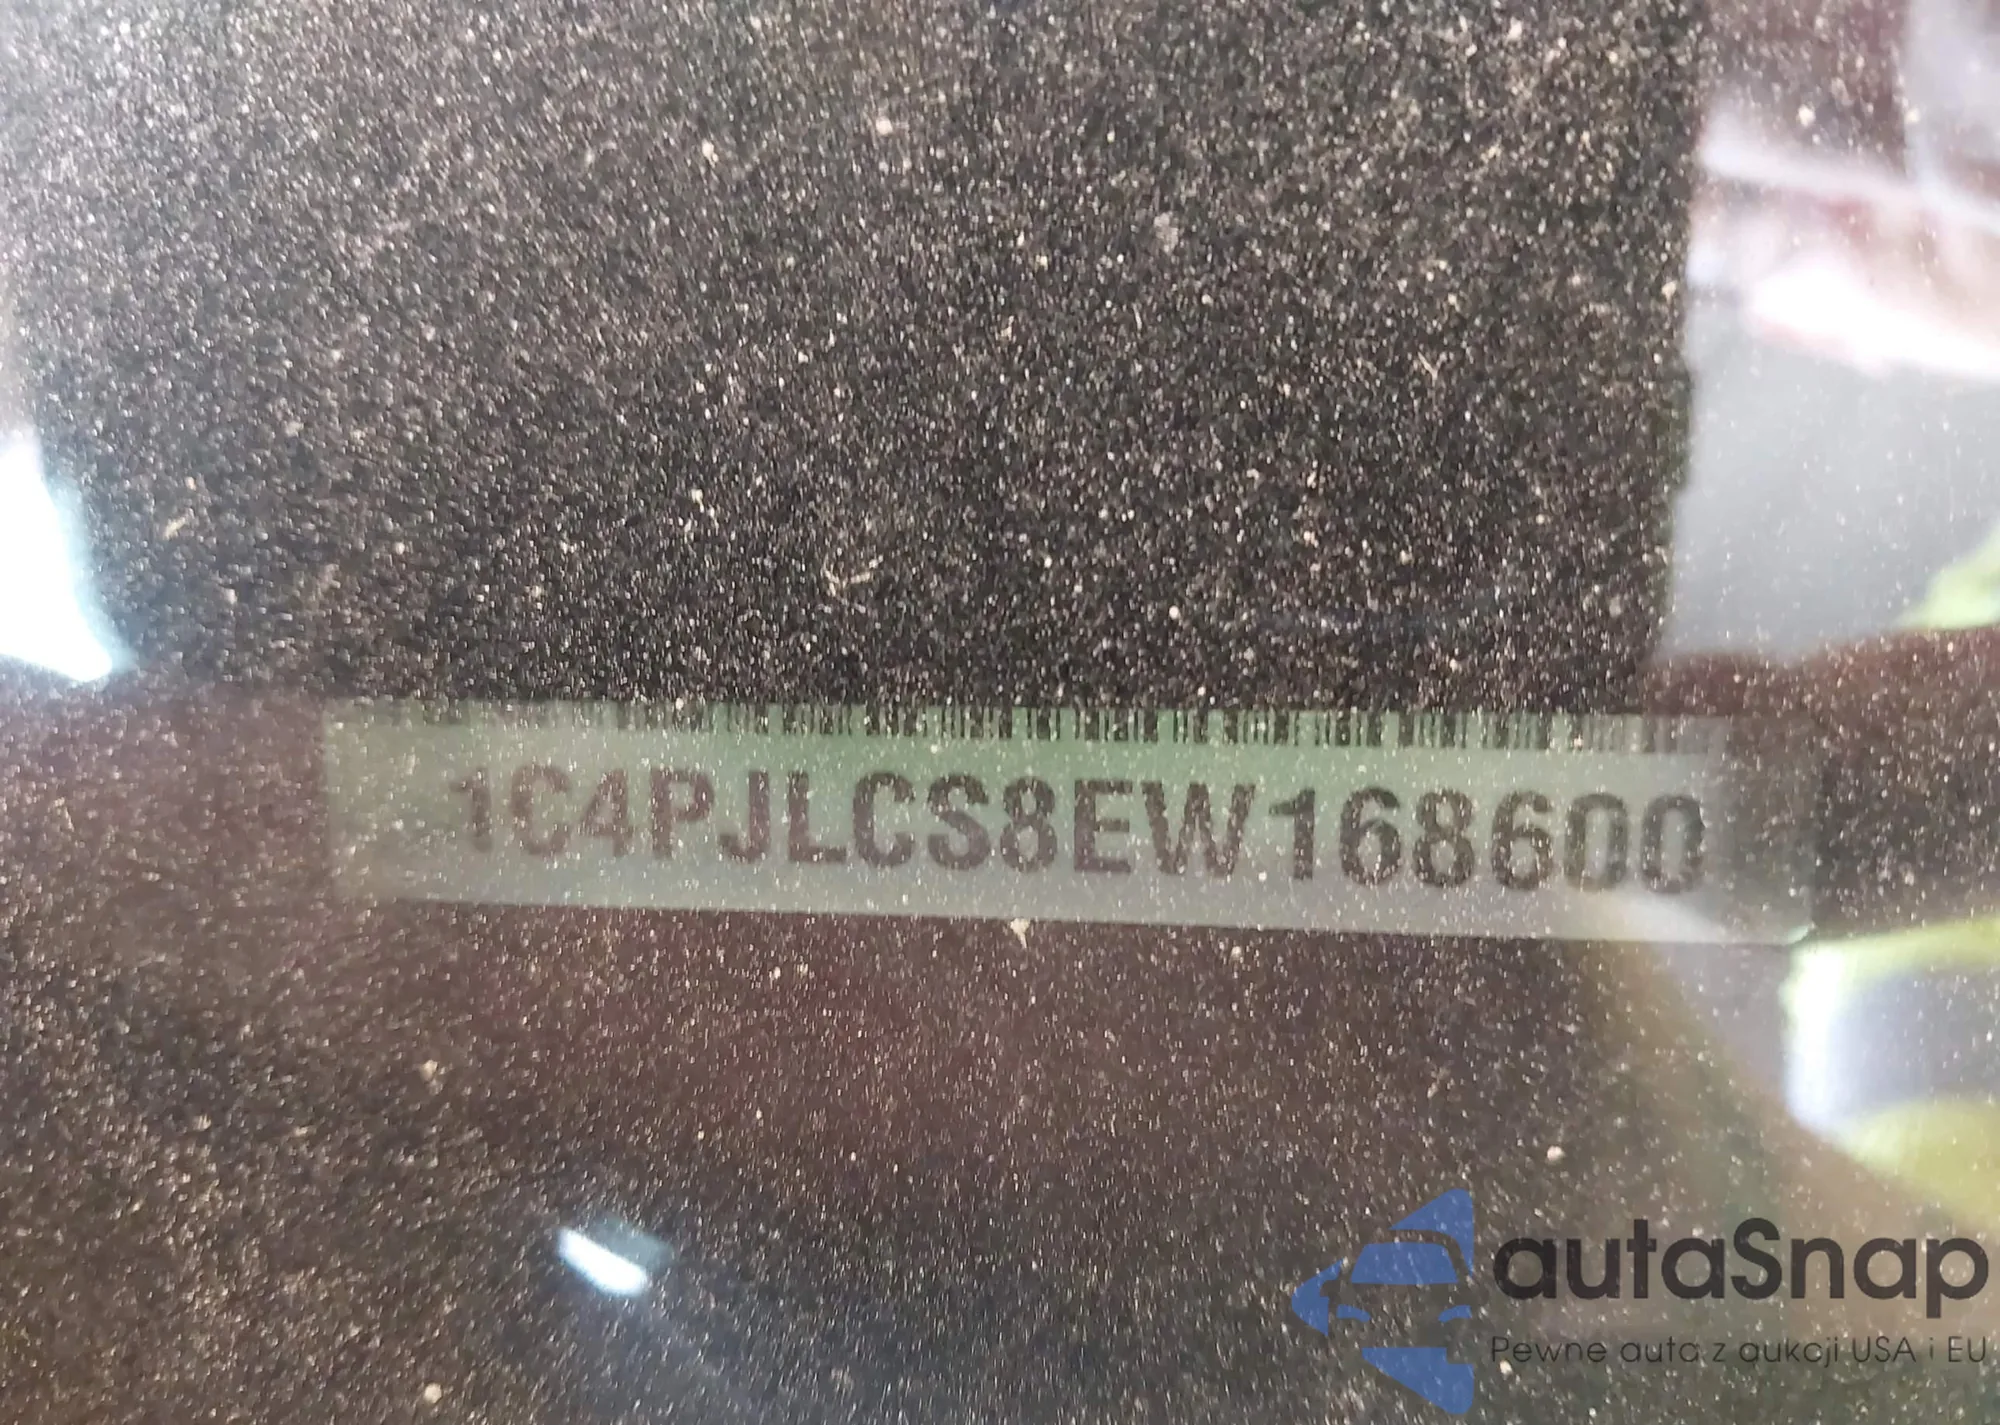 1C4PJLCS8EW168600
autaSnap
Pewne auta z aukcji USA i EU